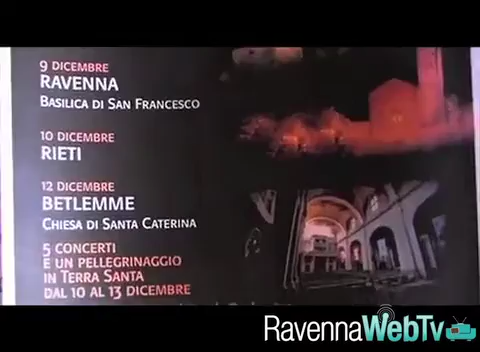 9 DICEMBRE
RAVENNA
BASILICA DI SAN FRANCESCO
10 DICEMBRE
RIETI
12 DICEMBRE
BETLEMME
CHIESA DI SANTA CATERINA
5 CONCERTI
E UN PELLEGRINAGGIO
IN TERRA SANTA
DAL 10 AL 13 DICEMBRE
RavennaWebTv